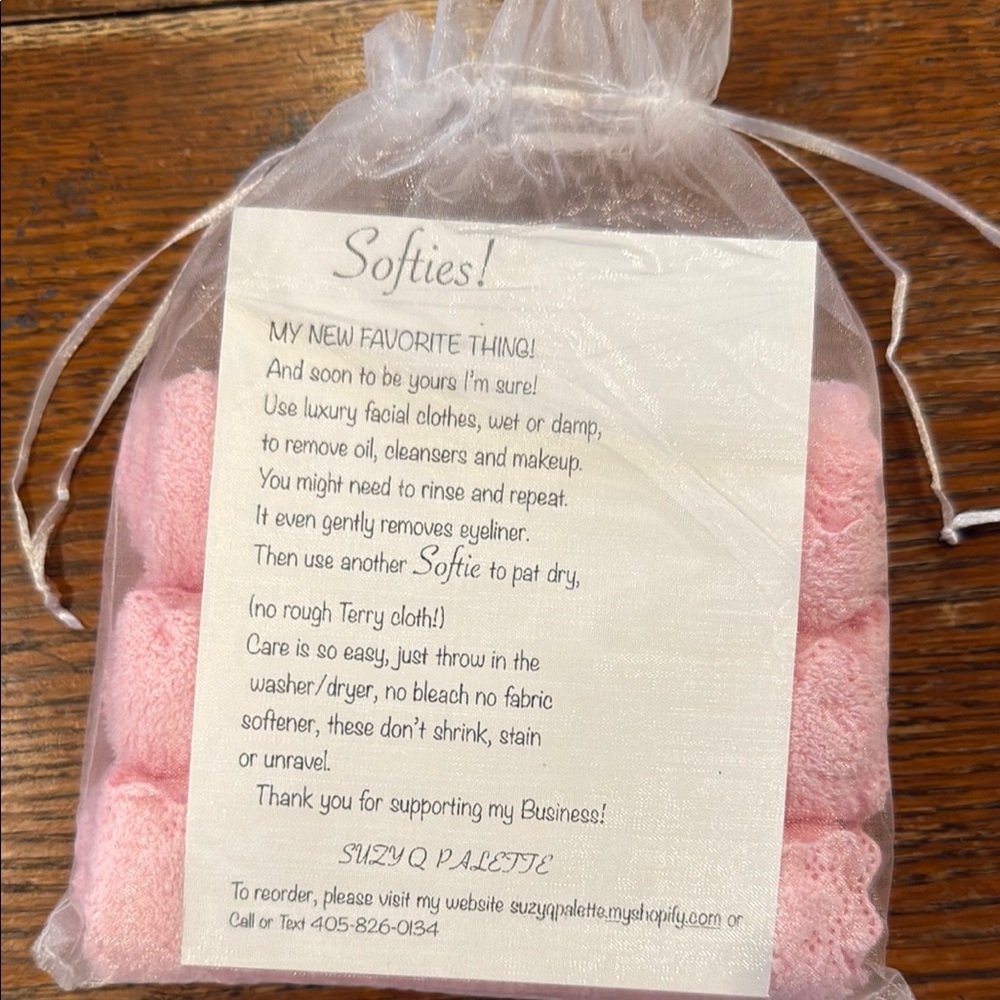 Softies!
MY NEW FAVORITE THING!
And soon to be yours I'm sure!
Use luxury facial clothes, wet or damp,
to remove oil, cleansers and makeup.
You might need to rinse and repeat.
It even gently removes eyeliner.
Then use another Softie to pat dry,
(no rough Terry cloth!)
Care is so easy, just throw in the
washer/dryer, no bleach no fabric
softener, these don't shrink, stain
or unravel.
Thank you for supporting my Business!
SUZY Q PALETTE
To reorder, please visit my website suzyqpalette.myshopify.com or
Call or Text 405-826-0134